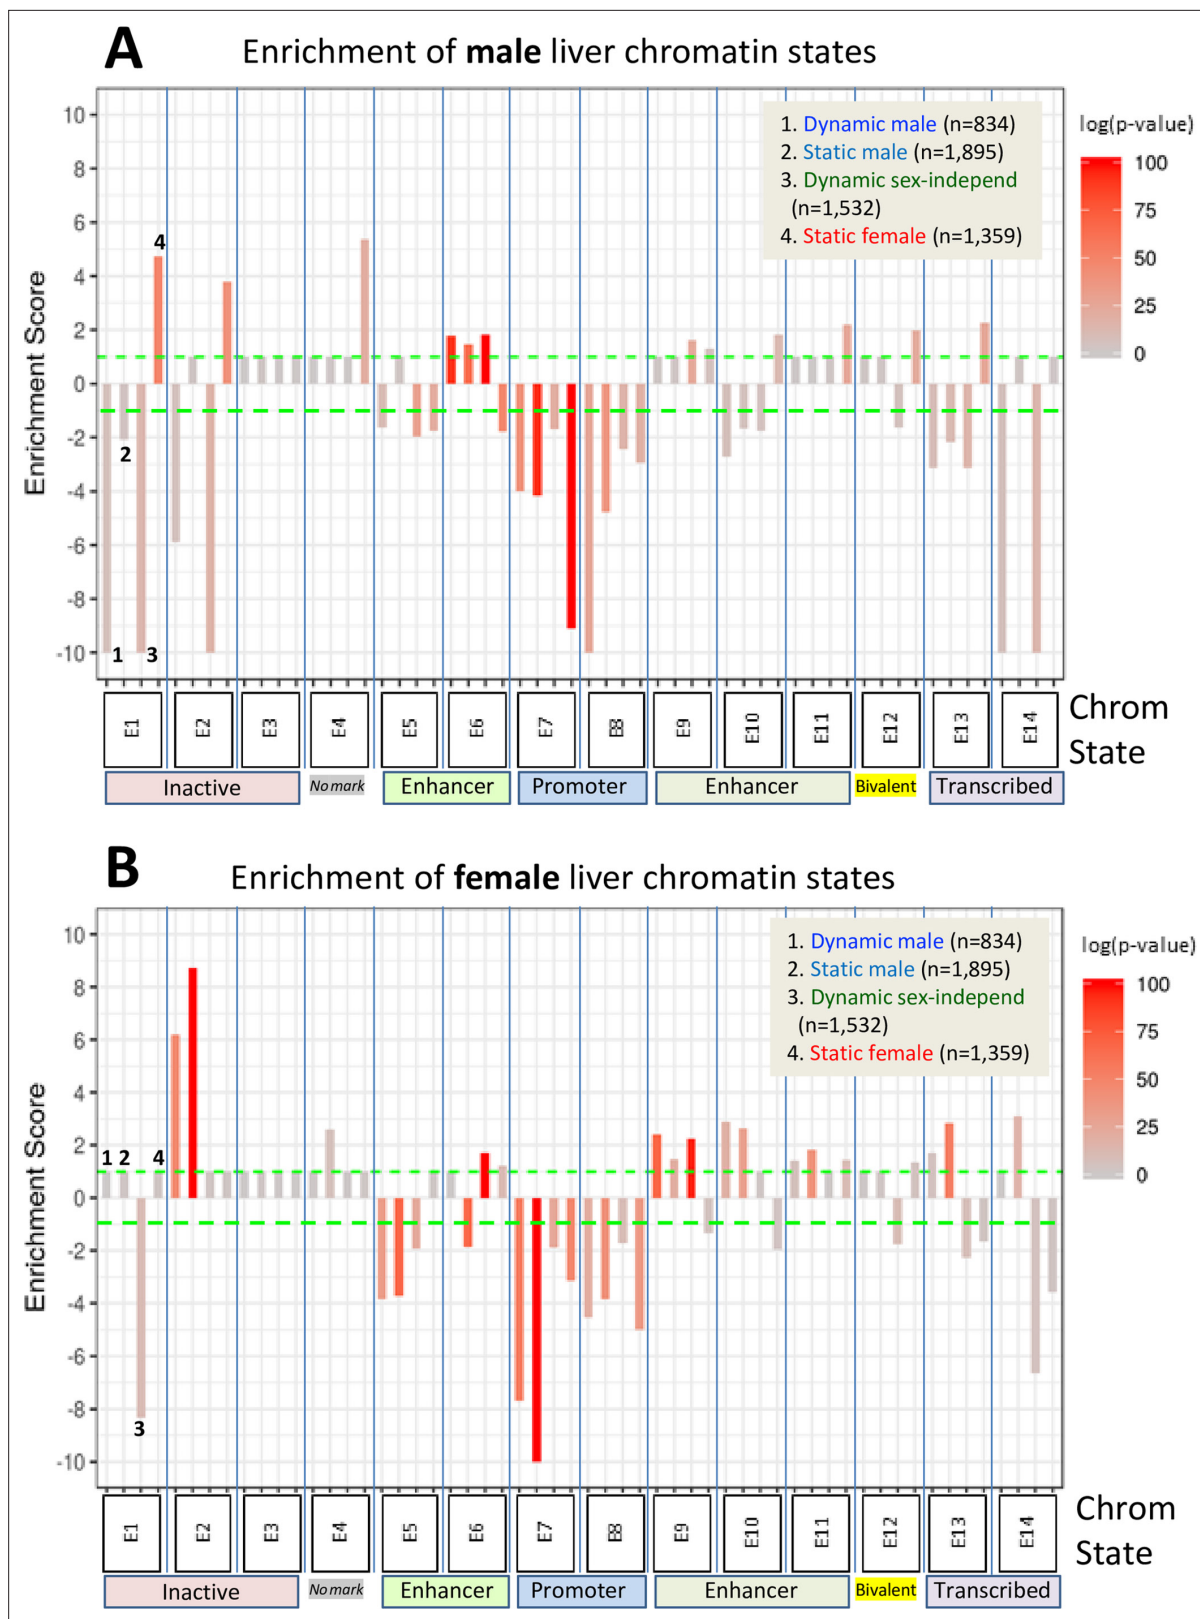 A
Enrichment of male liver chromatin states
1. Dynamic male (n=834)
2. Static male (n=1,895)
3. Dynamic sex-independ
(n=1,532)
4. Static female (n=1,359)
log(p-value)
100
75
50
25
0
Enrichment Score
10
8
6
4
2
0
-2
-4
-6
-8
-10
4
2
1 3
E1 E2 E3 E4 E5 E6 E7 E8 E9 E10 E11 E12 E13 E14
Chrom
State
Inactive No mark Enhancer Promoter Enhancer Bivalent Transcribed
B
Enrichment of female liver chromatin states
1. Dynamic male (n=834)
2. Static male (n=1,895)
3. Dynamic sex-independ
(n=1,532)
4. Static female (n=1,359)
log(p-value)
100
75
50
25
0
Enrichment Score
10
8
6
4
2
0
-2
-4
-6
-8
-10
1 2 4
3
E1 E2 E3 E4 E5 E6 E7 E8 E9 E10 E11 E12 E13 E14
Chrom
State
Inactive No mark Enhancer Promoter Enhancer Bivalent Transcribed